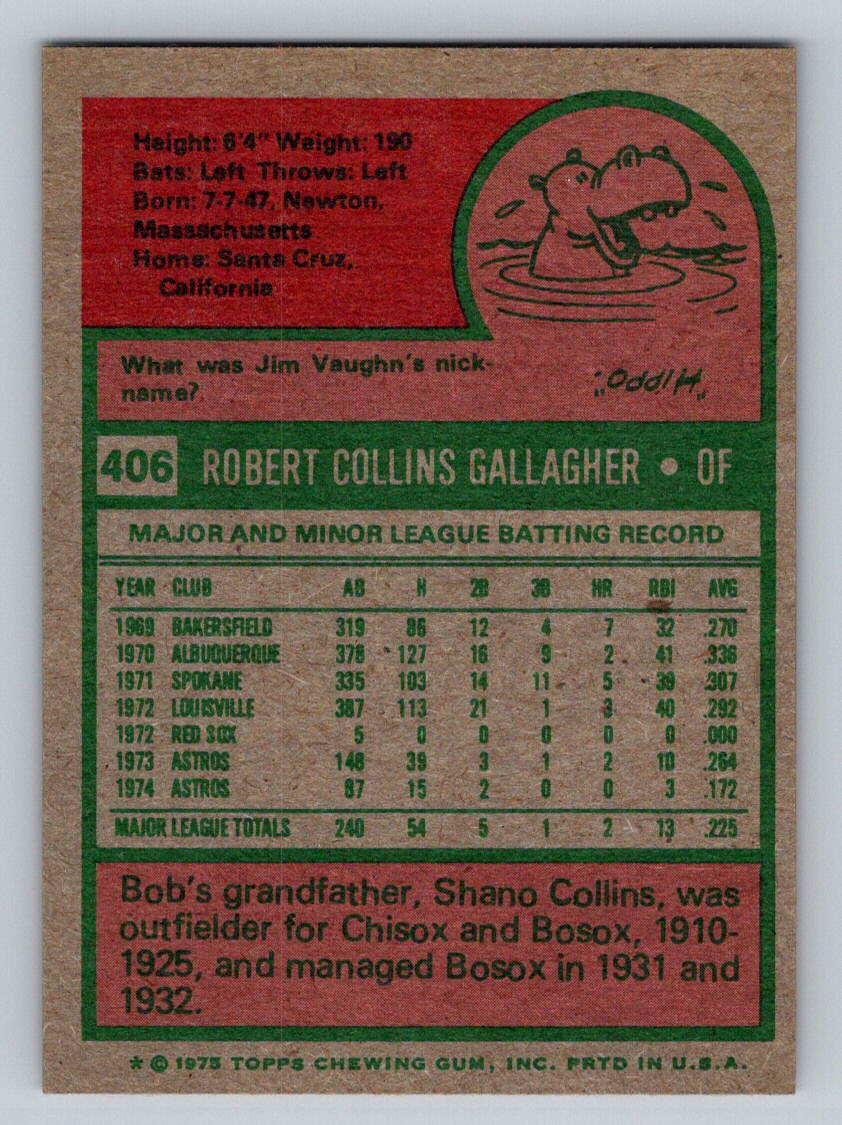 Height: 6'4" Weight: 190
Bats: Left Throws: Left
Born: 7-7-47, Newton,
Massachusetts
Home: Santa Cruz,
California
What was Jim Vaughn's nick-
name?
"Hippo."
406 ROBERT COLLINS GALLAGHER • OF
MAJOR AND MINOR LEAGUE BATTING RECORD
YEAR CLUB AB H 2B 3B HR RBI AVG
1969 BAKERSFIELD 319 86 12 4 7 32 .270
1970 ALBUQUERQUE 378 127 16 9 2 41 .336
1971 SPOKANE 335 103 14 11 5 39 .307
1972 LOUISVILLE 387 113 21 1 3 40 .292
1972 RED SOX 5 0 0 0 0 0 .000
1973 ASTROS 148 39 3 1 2 10 .264
1974 ASTROS 87 15 2 0 0 3 .172
MAJOR LEAGUE TOTALS 240 54 5 1 2 13 .225
Bob's grandfather, Shano Collins, was
outfielder for Chisox and Bosox, 1910-
1925, and managed Bosox in 1931 and
1932.
* © 1975 TOPPS CHEWING GUM, INC. PRTD IN U.S.A.